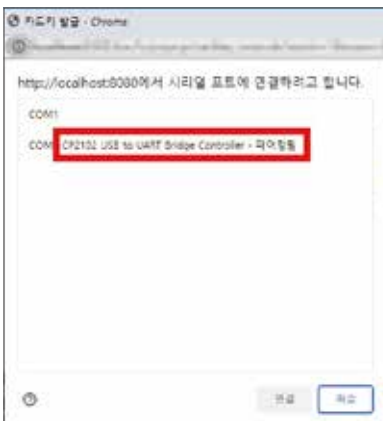 카드키 발급 - Chrome
http://localhost:8080에서 시리얼 포트에 연결하려고 합니다.
COM1
COM CP2102 USB to UART Bridge Controller - 페어링됨
연결 취소